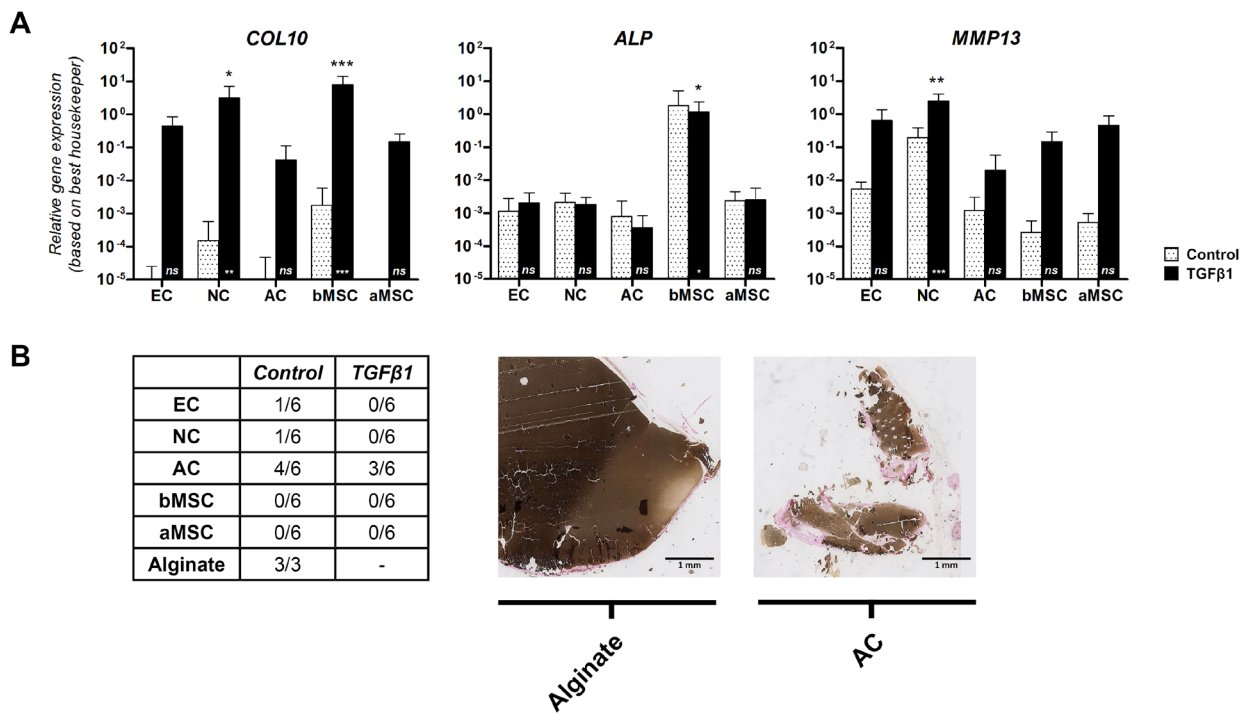 A
COL10
ALP
MMP13
Relative gene expression
(based on best housekeeper)
10² 10¹ 10⁰ 10⁻¹ 10⁻² 10⁻³ 10⁻⁴ 10⁻⁵
* ***
ns ** ns *** ns
EC NC AC bMSC aMSC
10² 10¹ 10⁰ 10⁻¹ 10⁻² 10⁻³ 10⁻⁴ 10⁻⁵
*
ns ns ns * ns
EC NC AC bMSC aMSC
10² 10¹ 10⁰ 10⁻¹ 10⁻² 10⁻³ 10⁻⁴ 10⁻⁵
**
ns *** ns ns ns
EC NC AC bMSC aMSC
Control
TGFβ1
B
Control TGFβ1
EC 1/6 0/6
NC 1/6 0/6
AC 4/6 3/6
bMSC 0/6 0/6
aMSC 0/6 0/6
Alginate 3/3 -
1 mm
1 mm
Alginate
AC